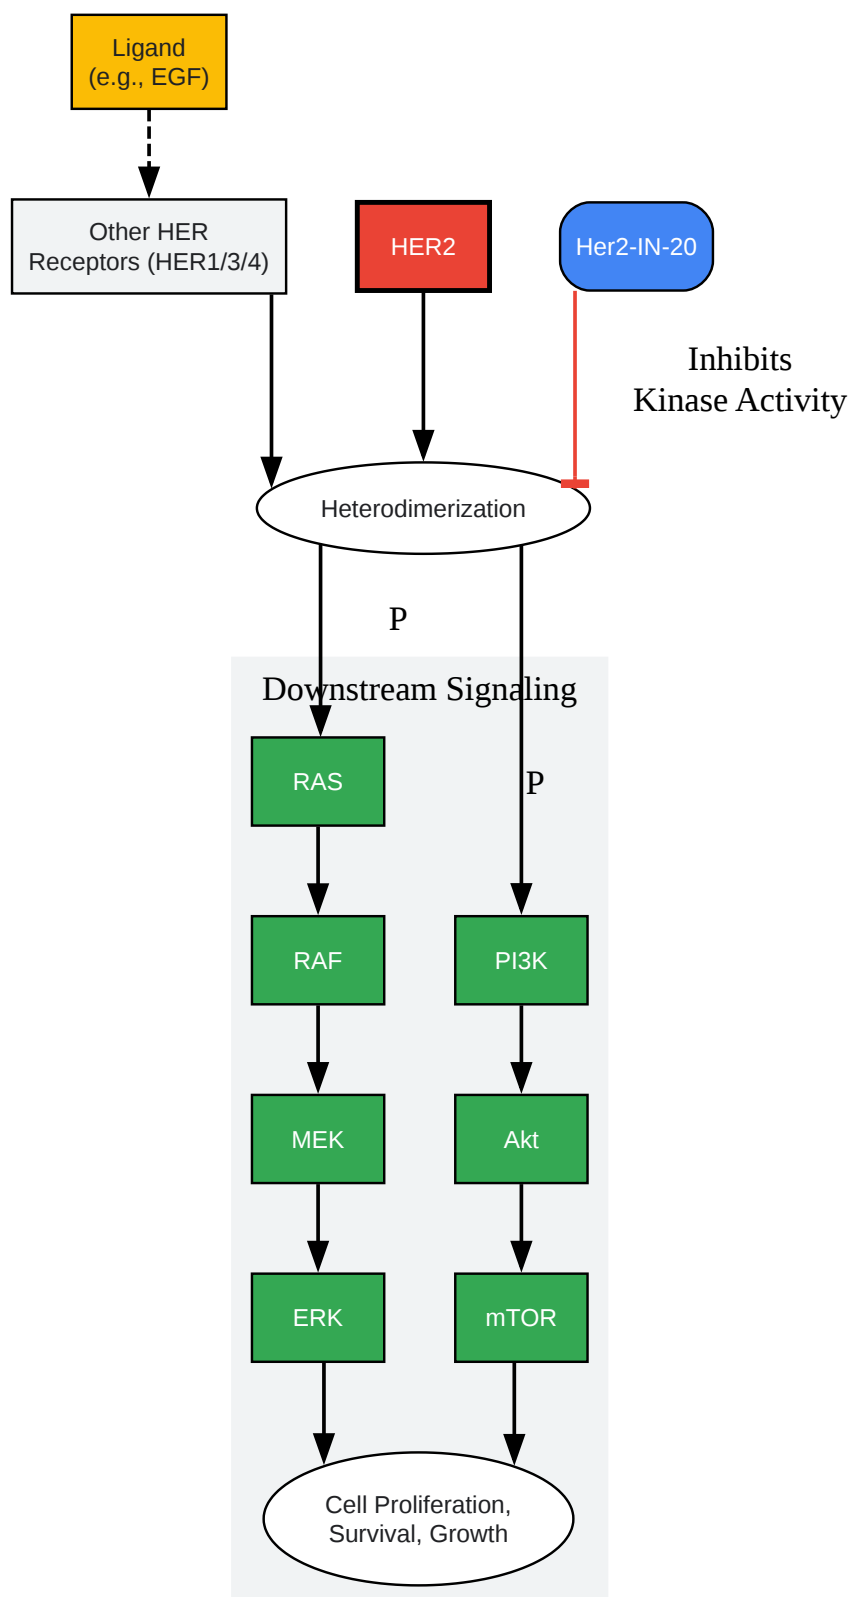 Ligand
(e.g., EGF)
Other HER
Receptors (HER1/3/4)
HER2
Her2-IN-20
Inhibits
Kinase Activity
Heterodimerization
P
Downstream Signaling
RAS
P
RAF
PI3K
MEK
Akt
ERK
mTOR
Cell Proliferation,
Survival, Growth